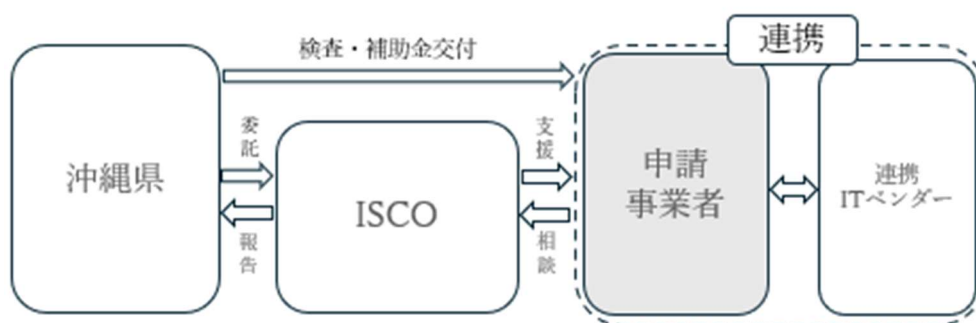 連携
検査・補助金交付
委託
支援
沖縄県
ISCO
申請
事業者
連携
ITベンダー
報告
相談